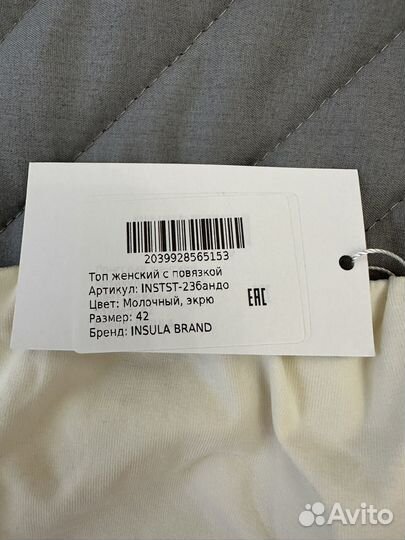 2039928565153
Топ женский с повязкой
Артикул: INSTST-23бандо
Цвет: Молочный, экрю
Размер: 42
Бренд: INSULA BRAND
EAC
Avito